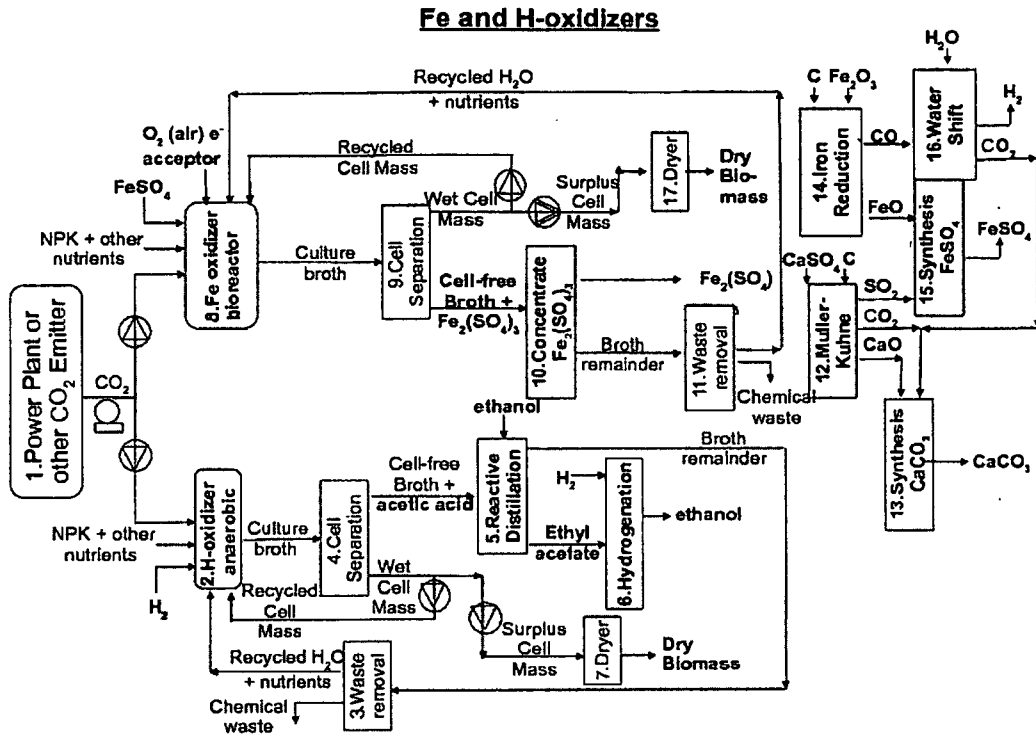 Fe and H-oxidizers
Recycled H₂O
+ nutrients
O₂ (air) e⁻
acceptor
FeSO₄
NPK + other
nutrients
Recycled
Cell Mass
8.Fe oxidizer
bioreactor
Culture
broth
9.Cell
Separation
Wet Cell
Mass
Surplus
Cell
Mass
17.Dryer
Dry
Bio-
mass
Cell-free
Broth +
Fe₂(SO₄)₃
10.Concentrate
Fe₂(SO₄)₃
Fe₂(SO₄)
Broth
remainder
11.Waste
removal
Chemical
waste
C Fe₂O₃
14.Iron
Reduction
CO
FeO
H₂O
16.Water
Shift
H₂
CO₂
15.Synthesis
FeSO₄
FeSO₄
CaSO₄ C
12.Muller-
Kuhne
SO₂
CO₂
CaO
13.Synthesis
CaCO₃
CaCO₃
1.Power Plant or
other CO₂ Emitter
CO₂
NPK + other
nutrients
H₂
2.H-oxidizer
anaerobic
Culture
broth
4.Cell
Separation
Cell-free
Broth +
acetic acid
ethanol
5.Reactive
Distillation
Broth
remainder
H₂
Ethyl
acetate
6.Hydrogenation
ethanol
Wet
Cell
Mass
Recycled
Cell
Mass
Surplus
Cell
Mass
7.Dryer
Dry
Biomass
Recycled H₂O
+ nutrients
3.Waste
removal
Chemical
waste